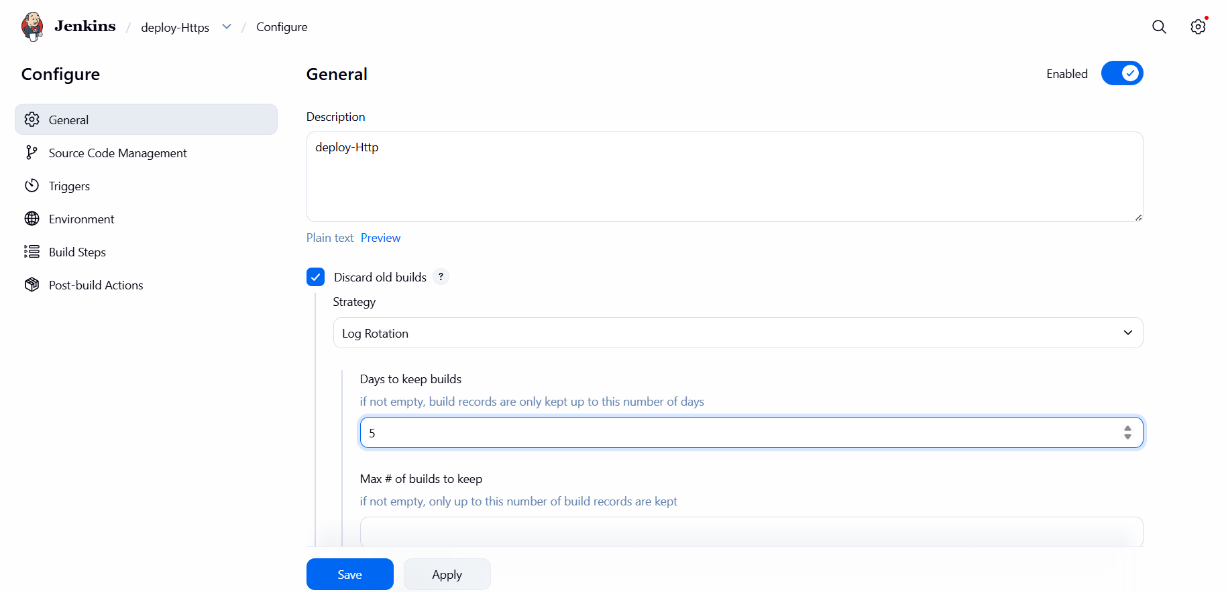 Jenkins / deploy-Https / Configure
Configure
General
Source Code Management
Triggers
Environment
Build Steps
Post-build Actions
General
Enabled
Description
deploy-Http
Plain text Preview
Discard old builds ?
Strategy
Log Rotation
Days to keep builds
if not empty, build records are only kept up to this number of days
5
Max # of builds to keep
if not empty, only up to this number of build records are kept
Save
Apply